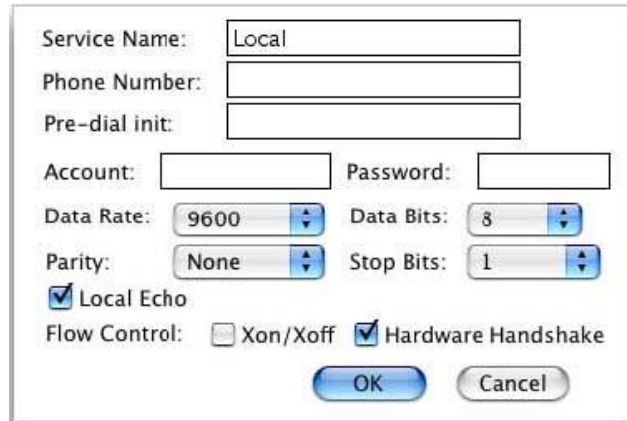 Service Name: Local
Phone Number:
Pre-dial init:
Account: Password:
Data Rate: 9600 Data Bits: 8
Parity: None Stop Bits: 1
Local Echo
Flow Control: Xon/Xoff Hardware Handshake
OK Cancel